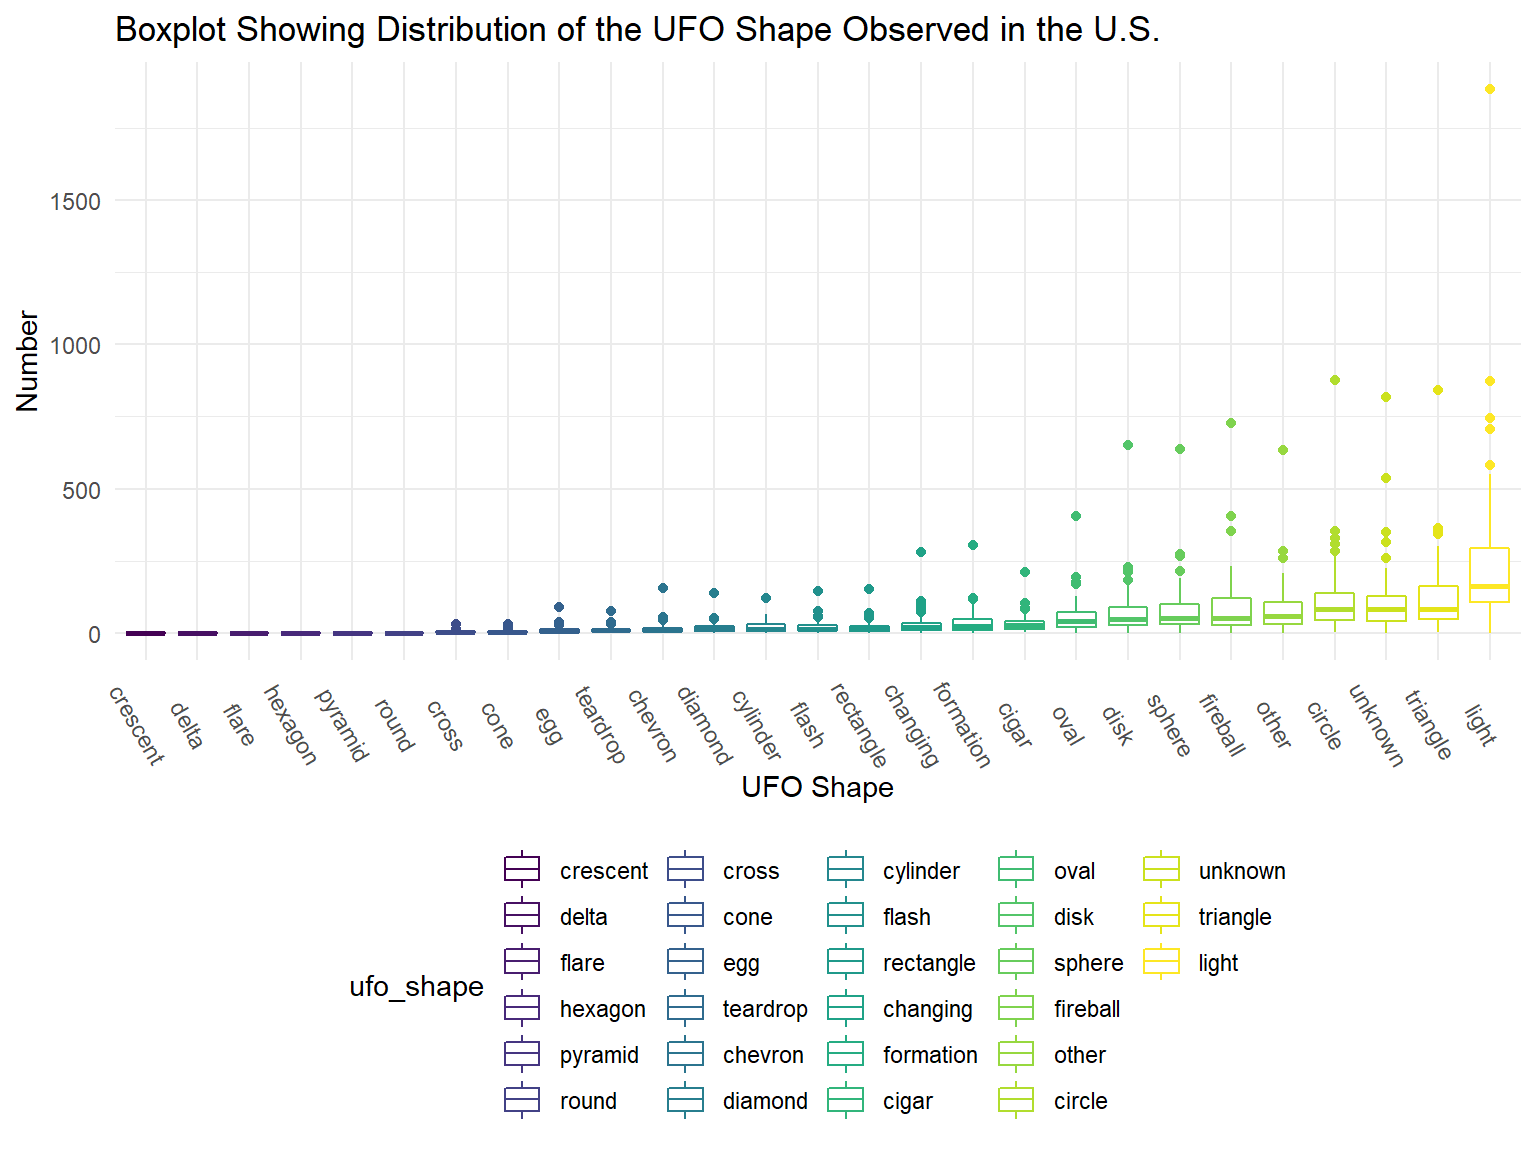 Boxplot Showing Distribution of the UFO Shape Observed in the U.S.
Number
1500
1000
500
0
crescent
delta
flare
hexagon
pyramid
round
cross
cone
egg
teardrop
chevron
diamond
cylinder
flash
rectangle
changing
formation
cigar
oval
disk
sphere
fireball
other
circle
unknown
triangle
light
UFO Shape
ufo_shape
crescent
delta
flare
hexagon
pyramid
round
cross
cone
egg
teardrop
chevron
diamond
cylinder
flash
rectangle
changing
formation
cigar
oval
disk
sphere
fireball
other
circle
unknown
triangle
light